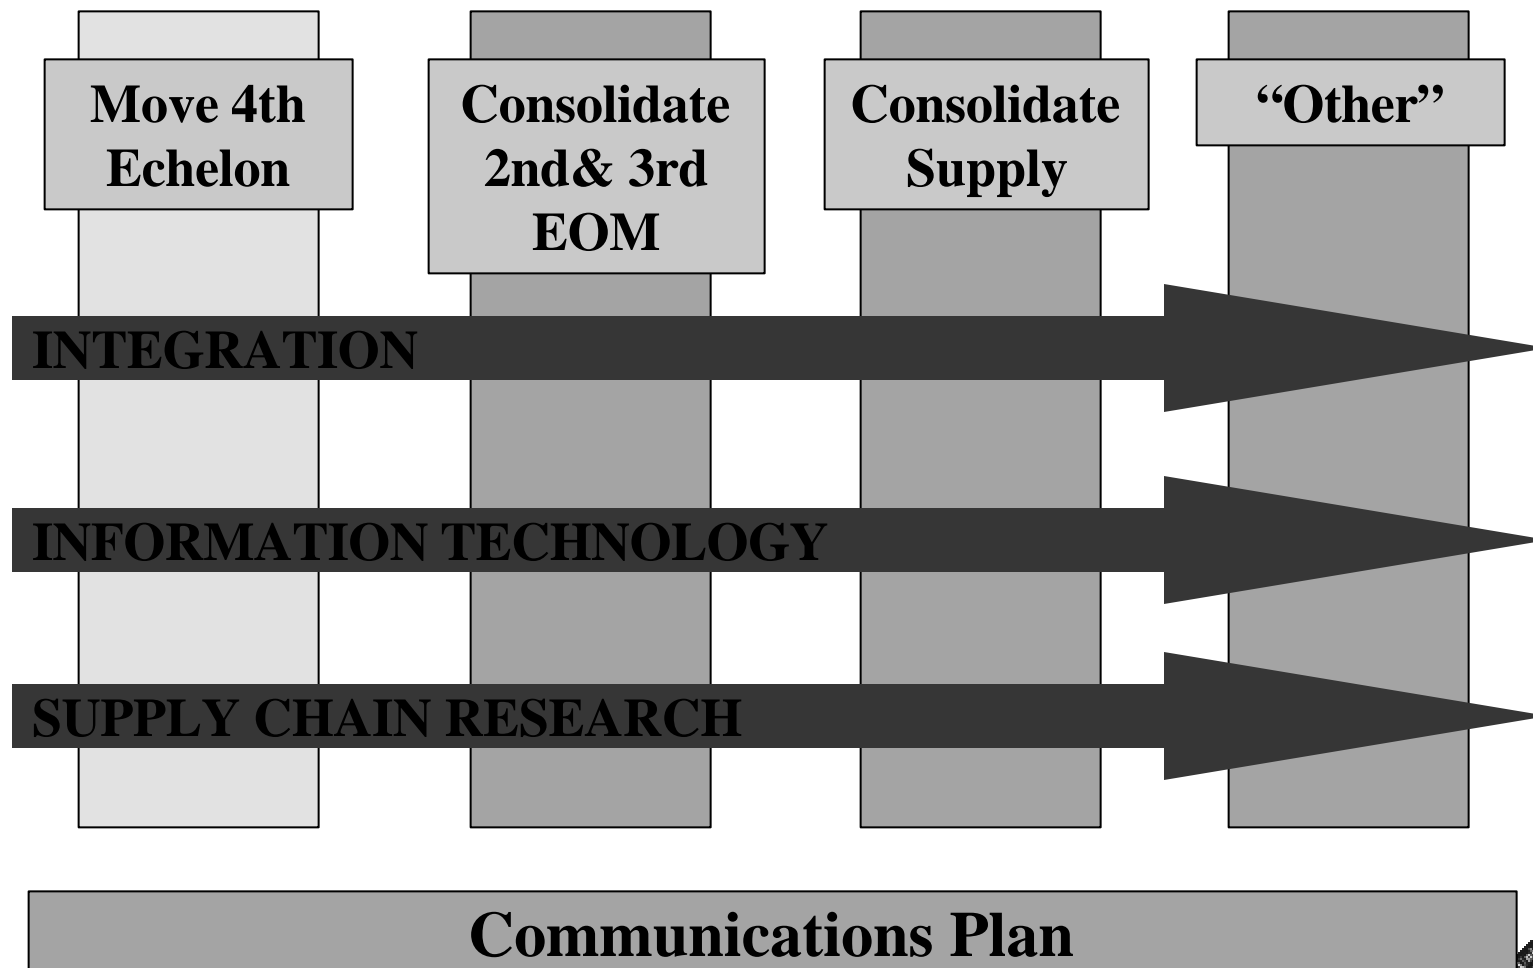 Move 4th
Echelon
Consolidate
2nd& 3rd
EOM
Consolidate
Supply
“Other”
INTEGRATION
INFORMATION TECHNOLOGY
SUPPLY CHAIN RESEARCH
Communications Plan